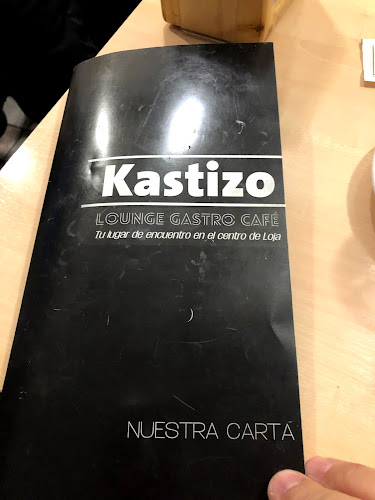 Kastizo
LOUNGE GASTRO CAFÉ
Tu lugar de encuentro en el centro de Loja
NUESTRA CARTA